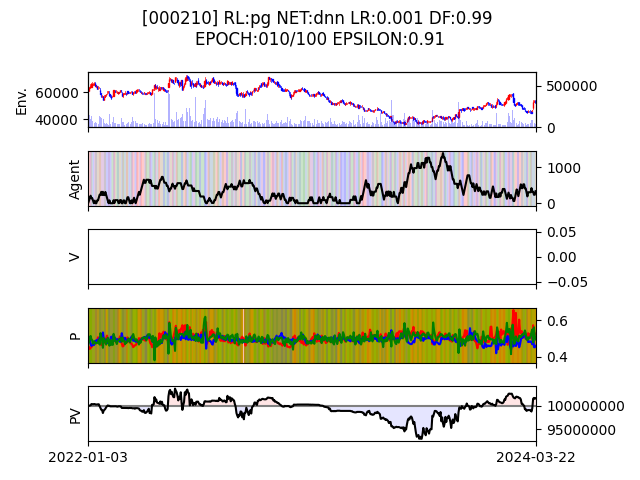 [000210] RL:pg NET:dnn LR:0.001 DF:0.99
EPOCH:010/100 EPSILON:0.91
Env.
60000
40000
500000
0
Agent
1000
0
V
0.05
0.00
−0.05
P
0.6
0.4
PV
100000000
95000000
2022-01-03
2024-03-22